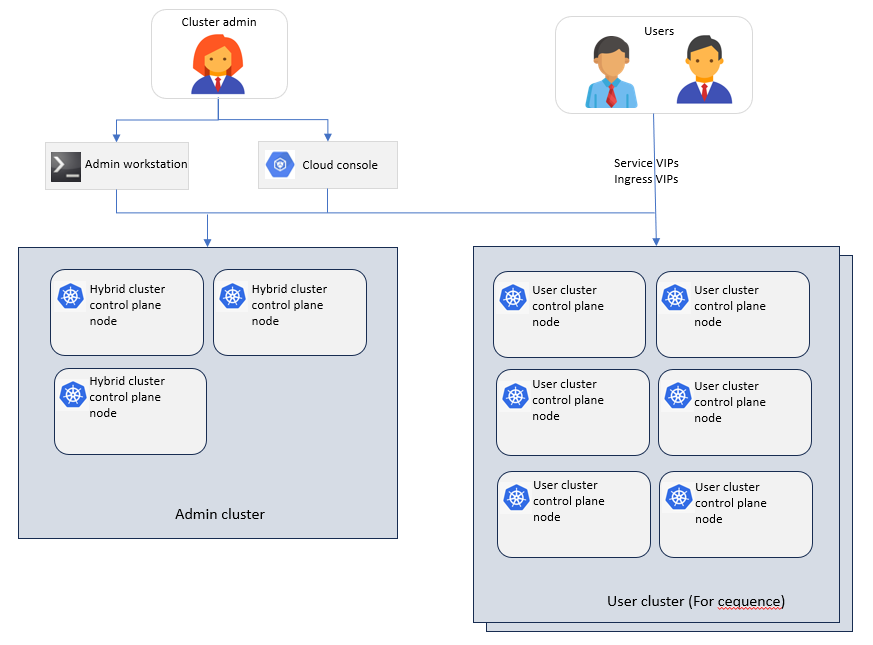 Cluster admin
Users
Admin workstation
Cloud console
Service VIPs
Ingress VIPs
Hybrid cluster
control plane
node
Hybrid cluster
control plane
node
Hybrid cluster
control plane
node
Admin cluster
User cluster
control plane
node
User cluster
control plane
node
User cluster
control plane
node
User cluster
control plane
node
User cluster
control plane
node
User cluster
control plane
node
User cluster (For cequence)